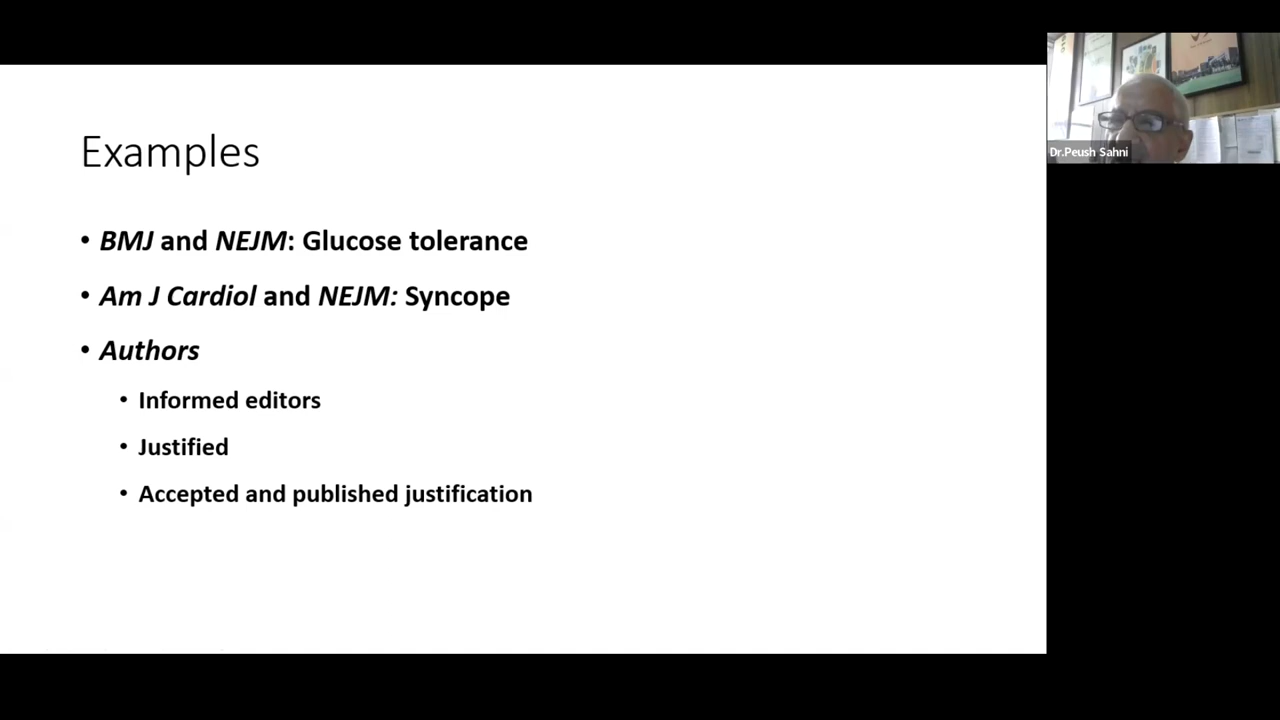 Examples
• BMJ and NEJM: Glucose tolerance
• Am J Cardiol and NEJM: Syncope
• Authors
• Informed editors
• Justified
• Accepted and published justification
Dr.Peush Sahni